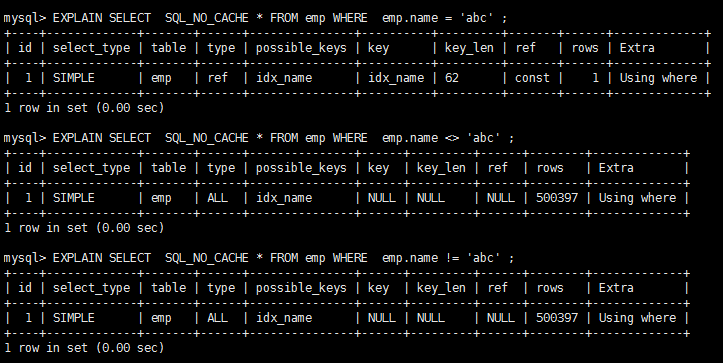 mysql> EXPLAIN SELECT  SQL_NO_CACHE * FROM emp WHERE  emp.name = 'abc' ;
+----+-------------+-------+------+---------------+----------+---------+-------+------+-------------+
| id | select_type | table | type | possible_keys | key      | key_len | ref   | rows | Extra       |
+----+-------------+-------+------+---------------+----------+---------+-------+------+-------------+
|  1 | SIMPLE      | emp   | ref  | idx_name      | idx_name | 62      | const |    1 | Using where |
+----+-------------+-------+------+---------------+----------+---------+-------+------+-------------+
1 row in set (0.00 sec)
mysql> EXPLAIN SELECT  SQL_NO_CACHE * FROM emp WHERE  emp.name <> 'abc' ;
+----+-------------+-------+------+---------------+------+---------+------+--------+-------------+
| id | select_type | table | type | possible_keys | key  | key_len | ref  | rows   | Extra       |
+----+-------------+-------+------+---------------+------+---------+------+--------+-------------+
|  1 | SIMPLE      | emp   | ALL  | idx_name      | NULL | NULL    | NULL | 500397 | Using where |
+----+-------------+-------+------+---------------+------+---------+------+--------+-------------+
1 row in set (0.00 sec)
mysql> EXPLAIN SELECT  SQL_NO_CACHE * FROM emp WHERE  emp.name != 'abc' ;
+----+-------------+-------+------+---------------+------+---------+------+--------+-------------+
| id | select_type | table | type | possible_keys | key  | key_len | ref  | rows   | Extra       |
+----+-------------+-------+------+---------------+------+---------+------+--------+-------------+
|  1 | SIMPLE      | emp   | ALL  | idx_name      | NULL | NULL    | NULL | 500397 | Using where |
+----+-------------+-------+------+---------------+------+---------+------+--------+-------------+
1 row in set (0.00 sec)